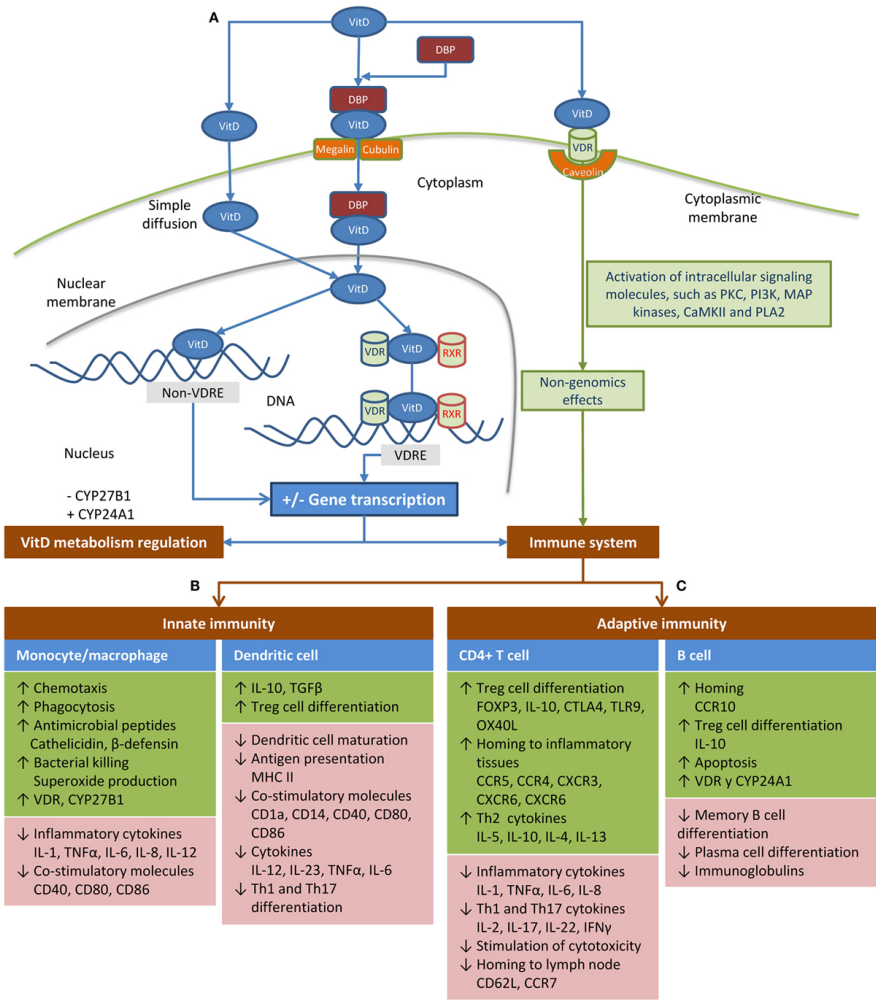 A
VitD
DBP
DBP
VitD
VitD
VitD
VDR
Megalin
Cubulin
Caveolin
Cytoplasm
Simple
diffusion
DBP
VitD
VitD
Cytoplasmic
membrane
Nuclear
membrane
VitD
Activation of intracellular signaling
molecules, such as PKC, PI3K, MAP
kinases, CaMKII and PLA2
VitD
VDR
VitD
RXR
Non-VDRE
DNA
VDR
VitD
RXR
Non-genomics
effects
Nucleus
VDRE
- CYP27B1
+ CYP24A1
+/- Gene transcription
VitD metabolism regulation
Immune system
B
C
Innate immunity
Monocyte/macrophage
↑ Chemotaxis
↑ Phagocytosis
↑ Antimicrobial peptides
Cathelicidin, β-defensin
↑ Bacterial killing
Superoxide production
↑ VDR, CYP27B1
↓ Inflammatory cytokines
IL-1, TNFα, IL-6, IL-8, IL-12
↓ Co-stimulatory molecules
CD40, CD80, CD86
Dendritic cell
↑ IL-10, TGFβ
↑ Treg cell differentiation
↓ Dendritic cell maturation
↓ Antigen presentation
MHC II
↓ Co-stimulatory molecules
CD1a, CD14, CD40, CD80,
CD86
↓ Cytokines
IL-12, IL-23, TNFα, IL-6
↓ Th1 and Th17
differentiation
Adaptive immunity
CD4+ T cell
↑ Treg cell differentiation
FOXP3, IL-10, CTLA4, TLR9,
OX40L
↑ Homing to inflammatory
tissues
CCR5, CCR4, CXCR3,
CXCR6, CXCR6
↑ Th2 cytokines
IL-5, IL-10, IL-4, IL-13
↓ Inflammatory cytokines
IL-1, TNFα, IL-6, IL-8
↓ Th1 and Th17 cytokines
IL-2, IL-17, IL-22, IFNγ
↓ Stimulation of cytotoxicity
↓ Homing to lymph node
CD62L, CCR7
B cell
↑ Homing
CCR10
↑ Treg cell differentiation
IL-10
↑ Apoptosis
↑ VDR y CYP24A1
↓ Memory B cell
differentiation
↓ Plasma cell differentiation
↓ Immunoglobulins